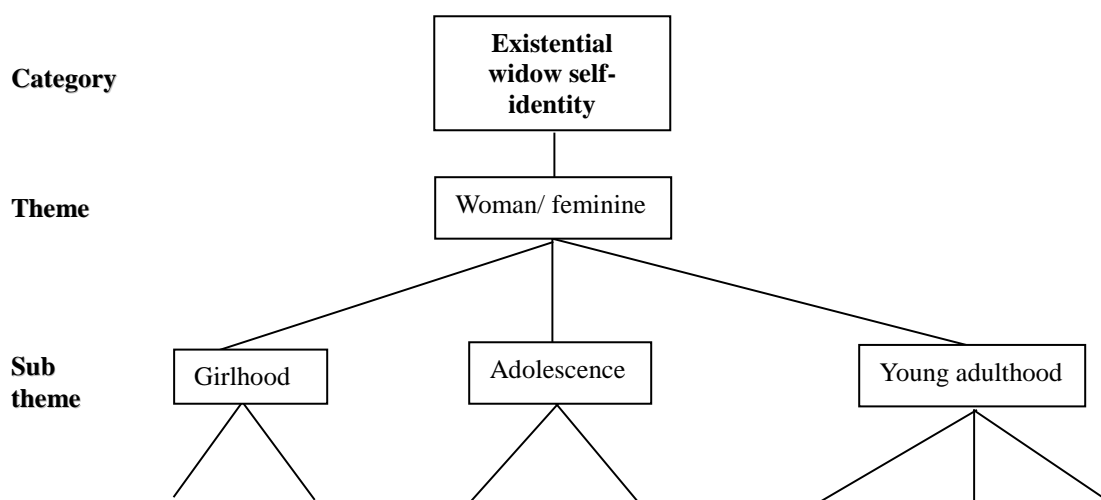 Category
Existential
widow self-
identity
Theme
Woman/ feminine
Sub
theme
Girlhood
Adolescence
Young adulthood